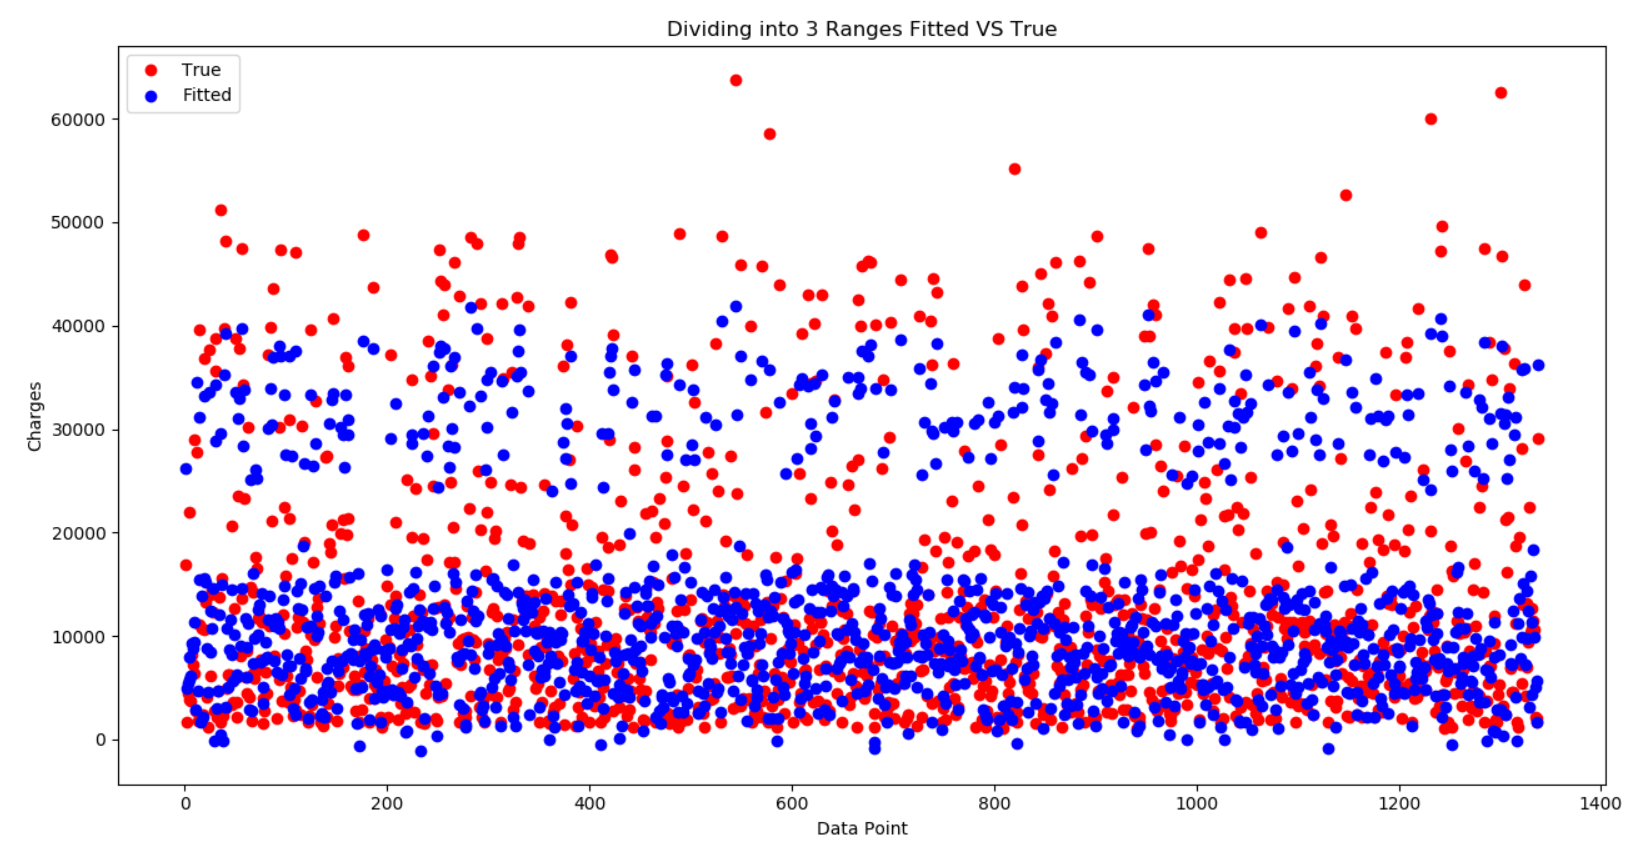 Dividing into 3 Ranges Fitted VS True
True
Fitted
60000
50000
40000
30000
20000
10000
0
Charges
0 200 400 600 800 1000 1200 1400
Data Point